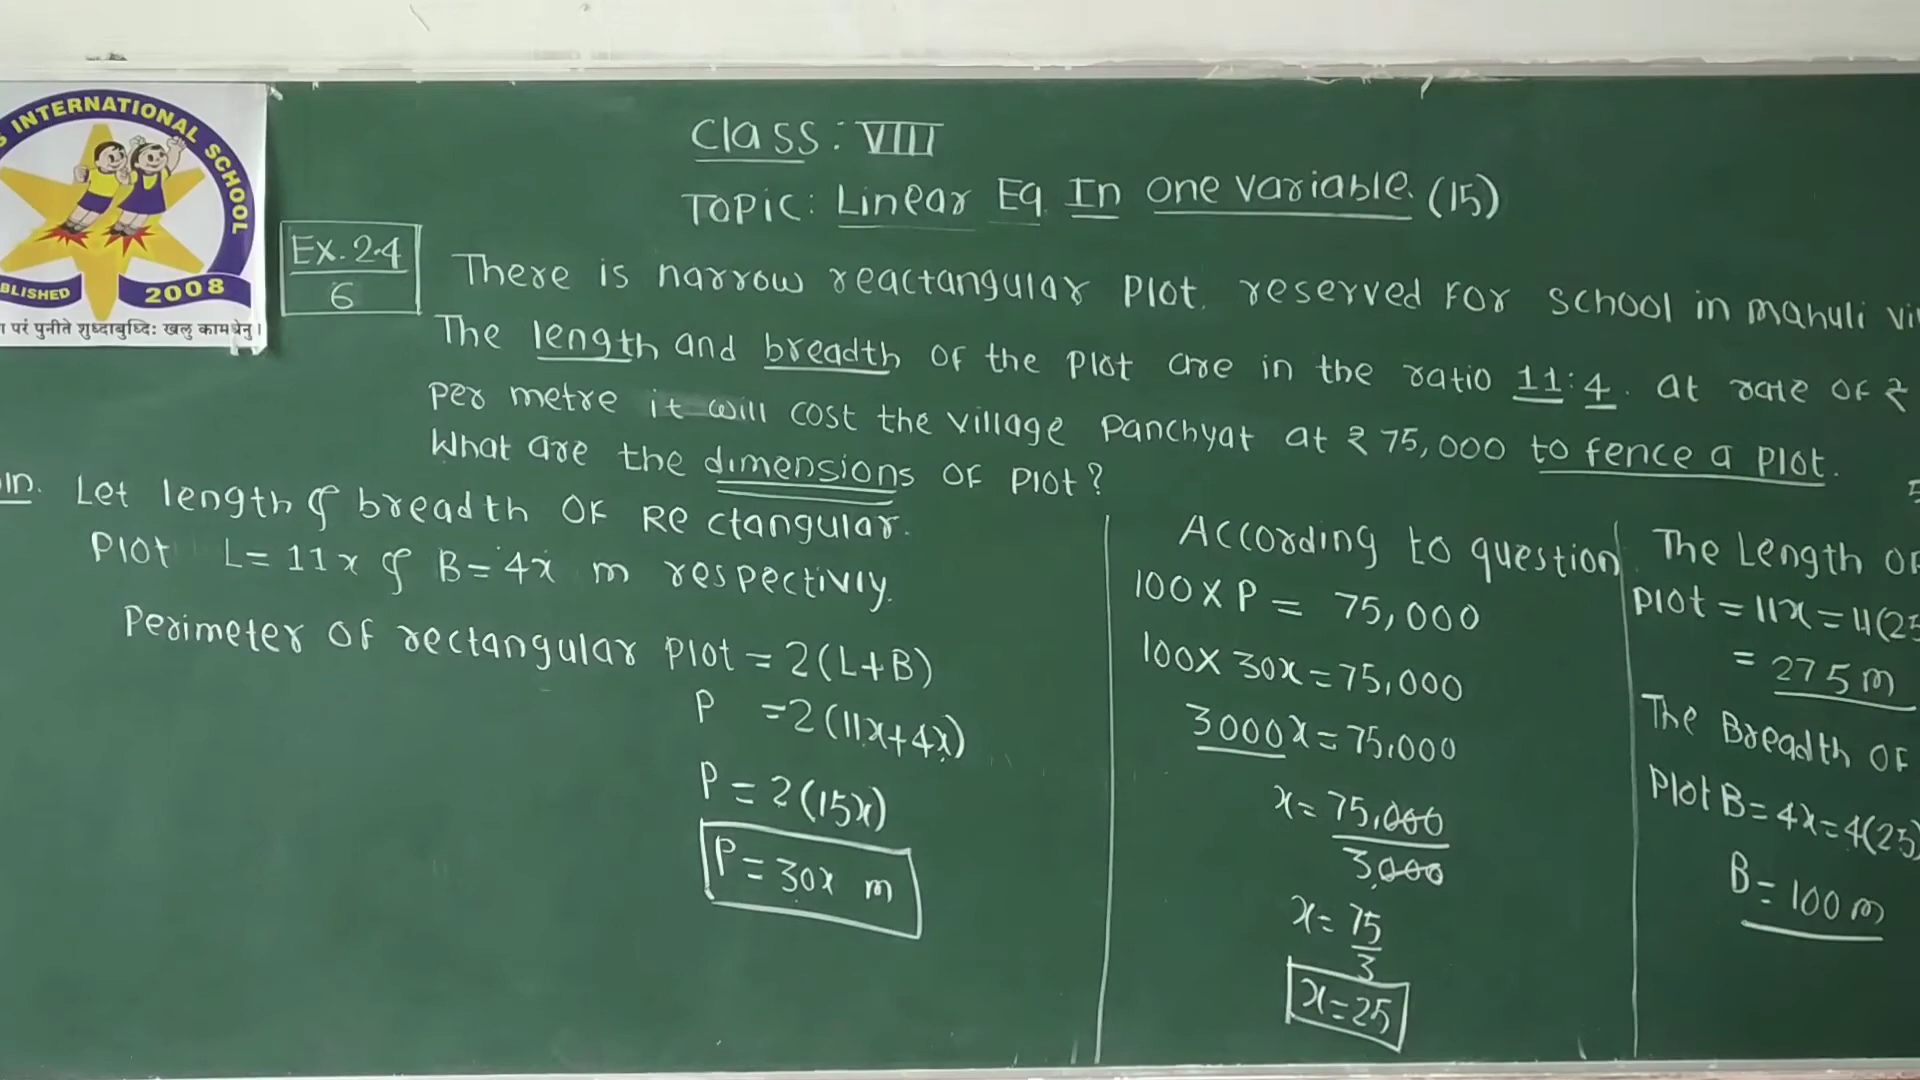 S INTERNATIONAL SCHOOL
BLISHED 2008
परं पुनीते शुध्दाबुध्दिः खलु कामधेनु।
Class: VIII
TOPIC: Linear Eq. In One Variable. (15)
Ex. 2.4
6
There is narrow reactangular Plot. reserved For School in Mahuli
The length and breadth OF the Plot are in the ratio 11:4. at rate OF ₹
per metre it will cost the village Panchyat at ₹ 75,000 to fence a plot.
What are the dimensions OF Plot?
Let length & breadth OF Rectangular.
Plot L=11x & B=4x m respectivly.
Perimeter OF rectangular plot = 2(L+B)
P = 2(11x+4x)
P = 2(15x)
P = 30x m
According to question
100 X P = 75,000
100 X 30x = 75,000
3000x = 75,000
x = 75,000
3,000
x = 75
3
x = 25
The Length OF
Plot = 11x = 11(25
= 275 m
The Breadth OF
Plot B = 4x = 4(25)
B = 100 m